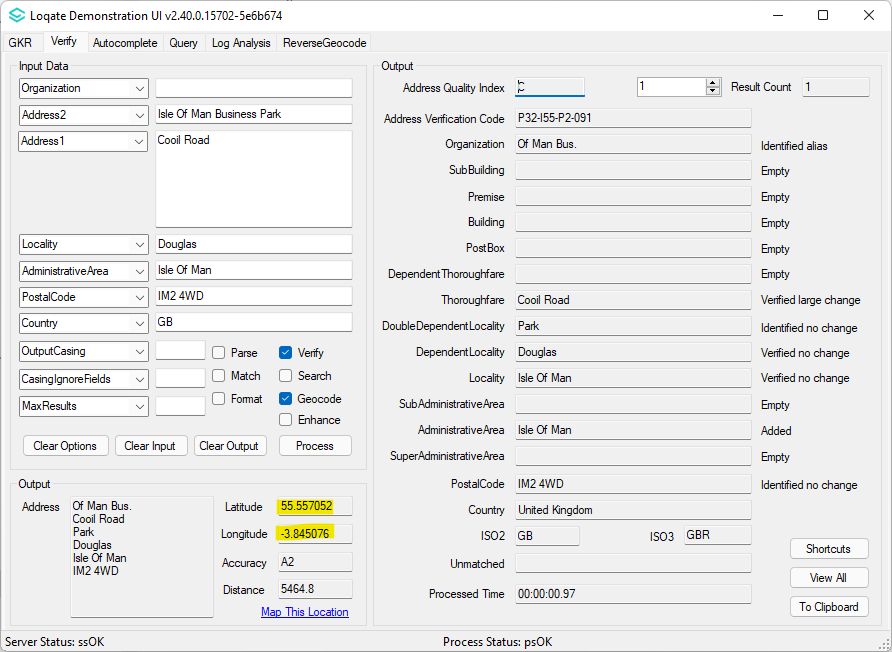 Loqate Demonstration UI v2.40.0.15702-5e6b674
GKR Verify Autocomplete Query Log Analysis ReverseGeocode
Input Data
Organization
Address2 Isle Of Man Business Park
Address1 Cooil Road
Locality Douglas
AdministrativeArea Isle Of Man
PostalCode IM2 4WD
Country GB
OutputCasing Parse Verify
CasingIgnoreFields Match Search
MaxResults Format Geocode
Enhance
Clear Options Clear Input Clear Output Process
Output
Address Of Man Bus.
Cooil Road
Park
Douglas
Isle Of Man
IM2 4WD
Latitude 55.557052
Longitude -3.845076
Accuracy A2
Distance 5464.8
Map This Location
Output
Address Quality Index 1 Result Count 1
Address Verification Code P32-I55-P2-091
Organization Of Man Bus. Identified alias
SubBuilding Empty
Premise Empty
Building Empty
PostBox Empty
DependentThoroughfare Empty
Thoroughfare Cooil Road Verified large change
DoubleDependentLocality Park Identified no change
DependentLocality Douglas Verified no change
Locality Isle Of Man Verified no change
SubAdministrativeArea Empty
AdministrativeArea Isle Of Man Added
SuperAdministrativeArea Empty
PostalCode IM2 4WD Identified no change
Country United Kingdom
ISO2 GB ISO3 GBR
Unmatched
Processed Time 00:00:00.97
Shortcuts
View All
To Clipboard
Server Status: ssOK Process Status: psOK